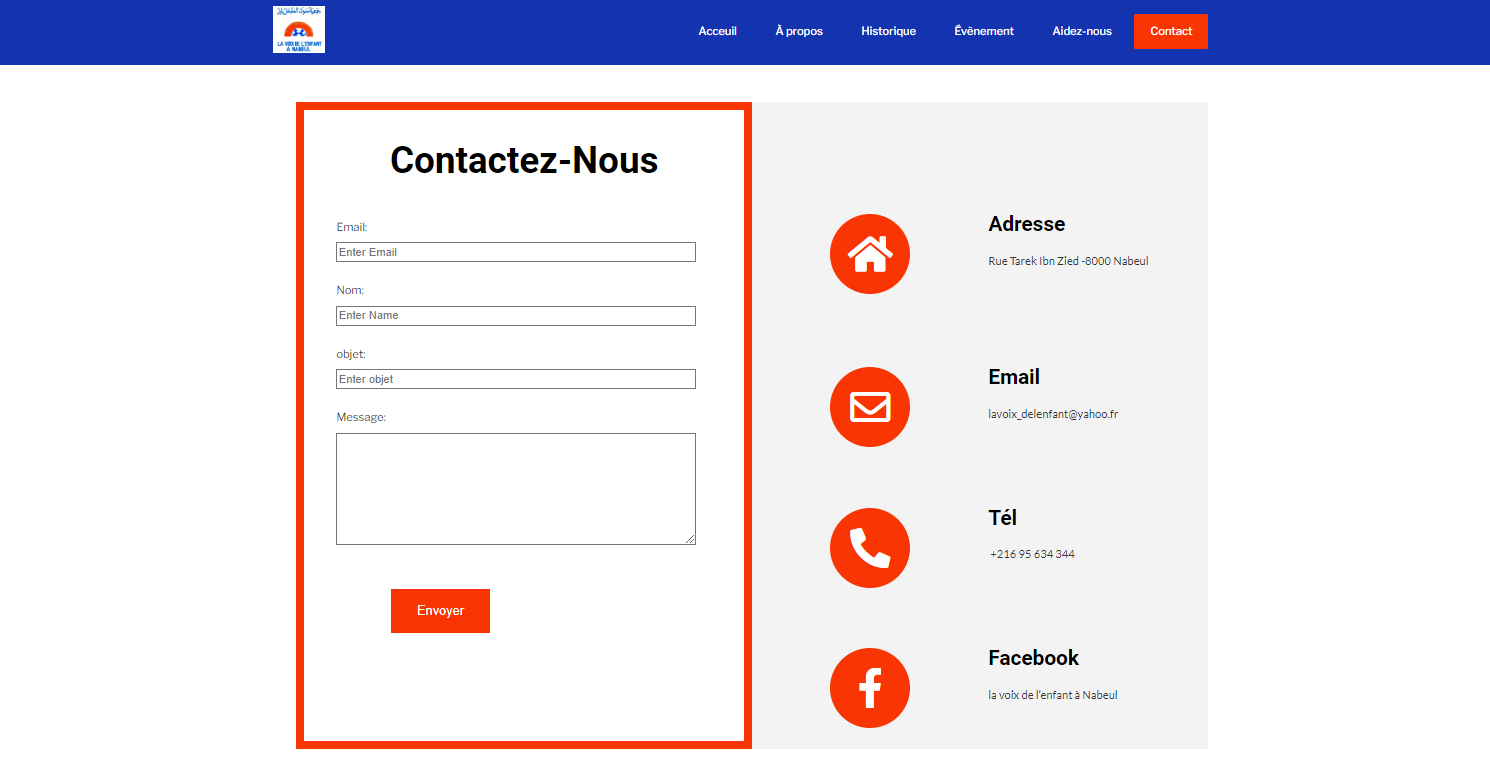 LA VOIX DE L'ENFANT
A NABEUL
Acceuil
À propos
Historique
Évènement
Aidez-nous
Contact
Contactez-Nous
Email:
Enter Email
Nom:
Enter Name
objet:
Enter objet
Message:
Envoyer
Adresse
Rue Tarek Ibn Zied -8000 Nabeul
Email
lavoix_delenfant@yahoo.fr
Tél
+216 95 634 344
Facebook
la voix de l'enfant à Nabeul